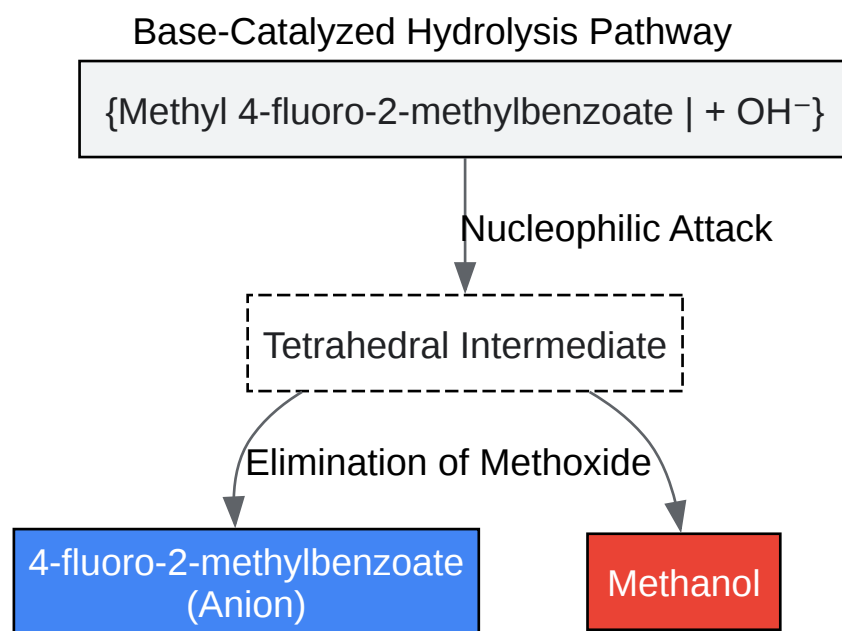 Base-Catalyzed Hydrolysis Pathway
{Methyl 4-fluoro-2-methylbenzoate | + OH⁻}
Nucleophilic Attack
Tetrahedral Intermediate
Elimination of Methoxide
4-fluoro-2-methylbenzoate
(Anion)
Methanol